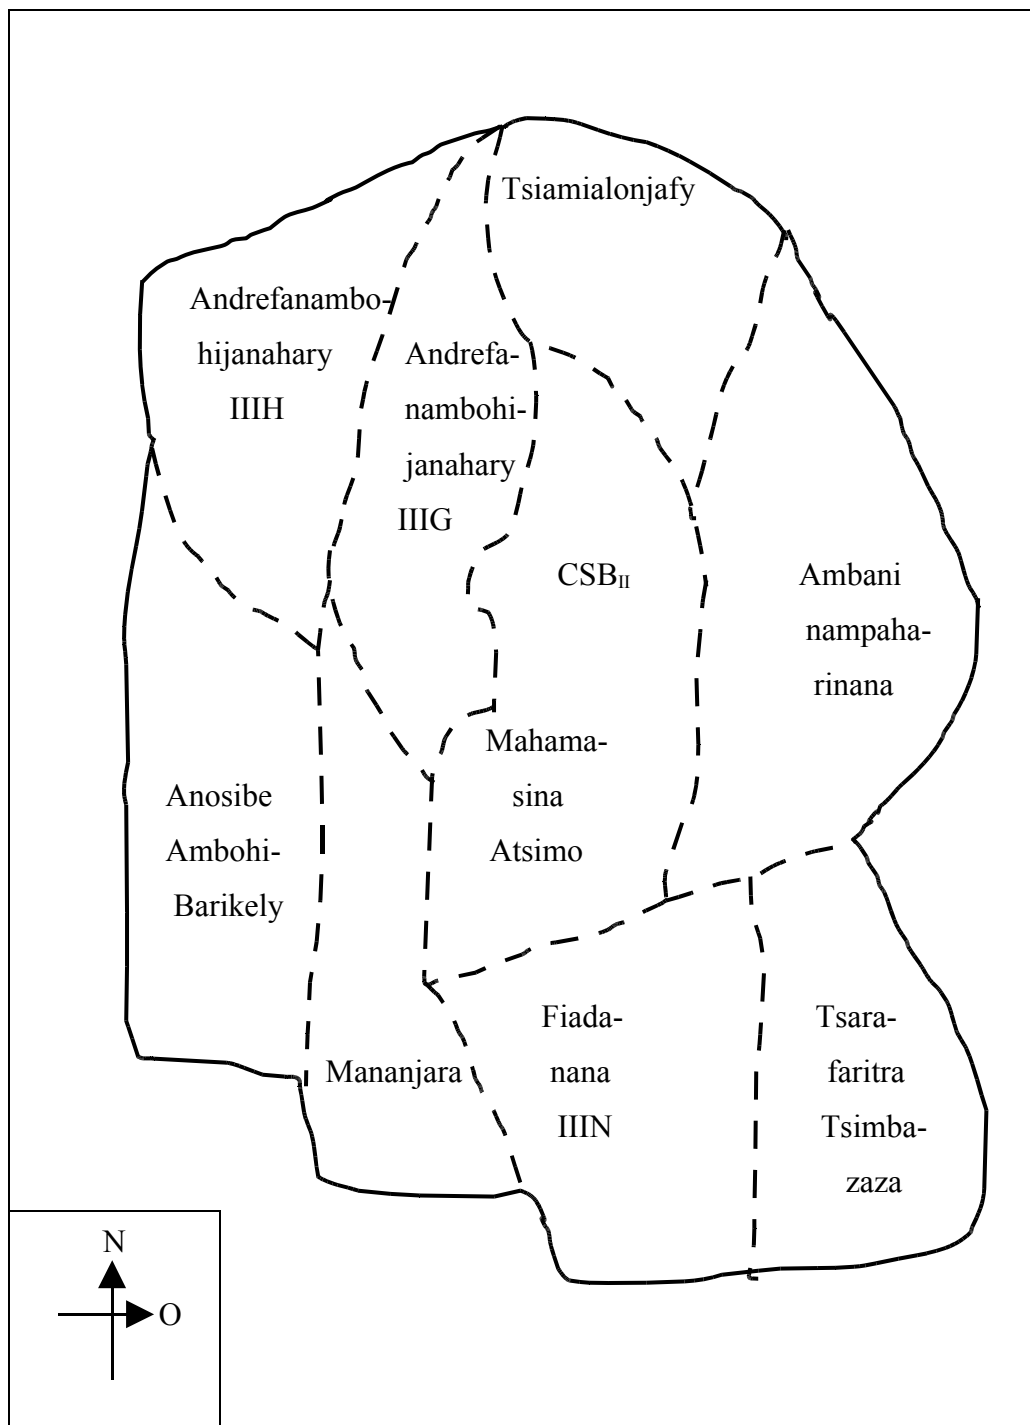 Tsiamialonjafy
Andrefanambo-
hijanahary
IIIH
Andrefa-
nambohi-
janahary
IIIG
CSBII
Ambani
nampaha-
rinana
Mahama-
sina
Atsimo
Anosibe
Ambohi-
Barikely
Mananjara
Fiada-
nana
IIIN
Tsara-
faritra
Tsimba-
zaza
N
O